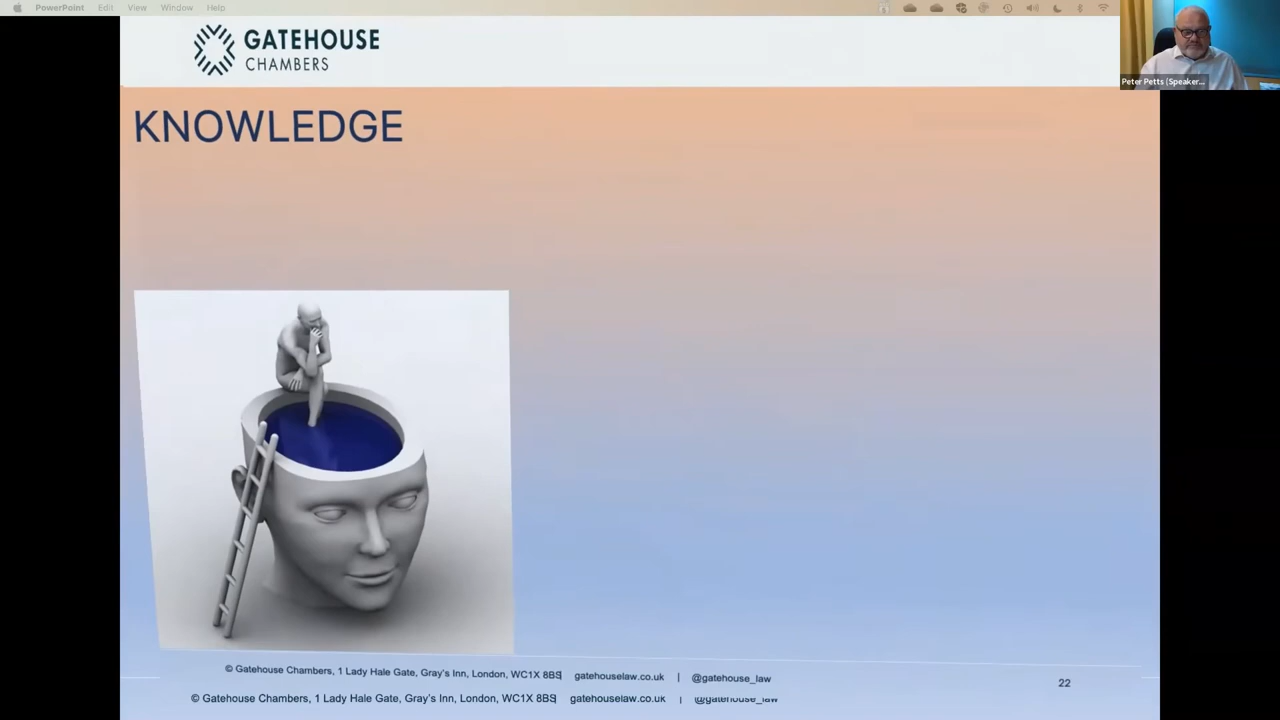 PowerPoint Edit View Window Help
GATEHOUSE
CHAMBERS
Peter Petts (Speaker...
KNOWLEDGE
© Gatehouse Chambers, 1 Lady Hale Gate, Gray's Inn, London, WC1X 8BS gatehouselaw.co.uk | @gatehouse_law
22
© Gatehouse Chambers, 1 Lady Hale Gate, Gray's Inn, London, WC1X 8BS gatehouselaw.co.uk | @gatehouse_law